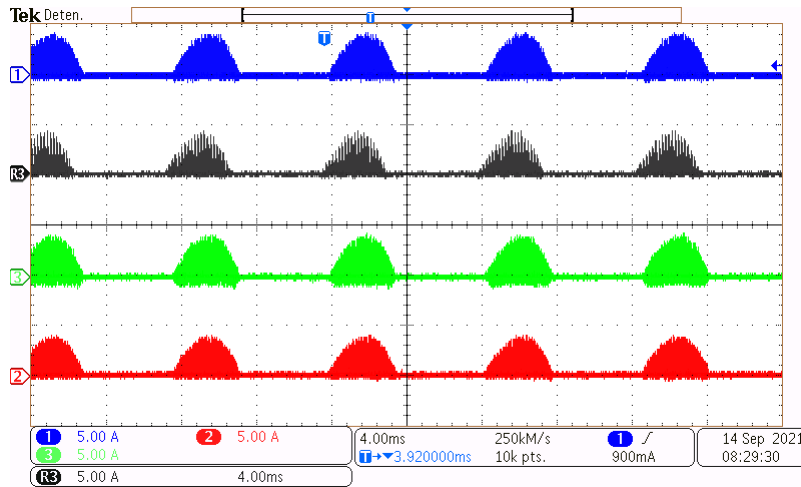 Tek Deten.
T
T
1
R3
3
2
1 5.00 A 2 5.00 A
3 5.00 A
R3 5.00 A 4.00ms
4.00ms 250kM/s 1 /
T→▼3.920000ms 10k pts. 900mA
14 Sep 2021
08:29:30